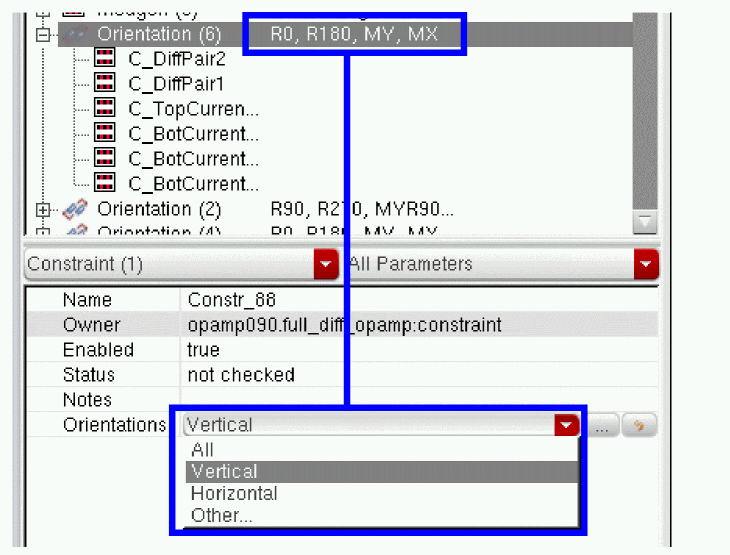 Orientation (6) R0, R180, MY, MX
C_DiffPair2
C_DiffPair1
C_TopCurren...
C_BotCurrent...
C_BotCurrent...
C_BotCurrent...
Orientation (2) R90, R270, MYR90...
Orientation (4) R0, R180, MY, MX
Constraint (1) All Parameters
Name Constr_88
Owner opamp090.full_diff_opamp:constraint
Enabled true
Status not checked
Notes
Orientations Vertical ...
All
Vertical
Horizontal
Other...